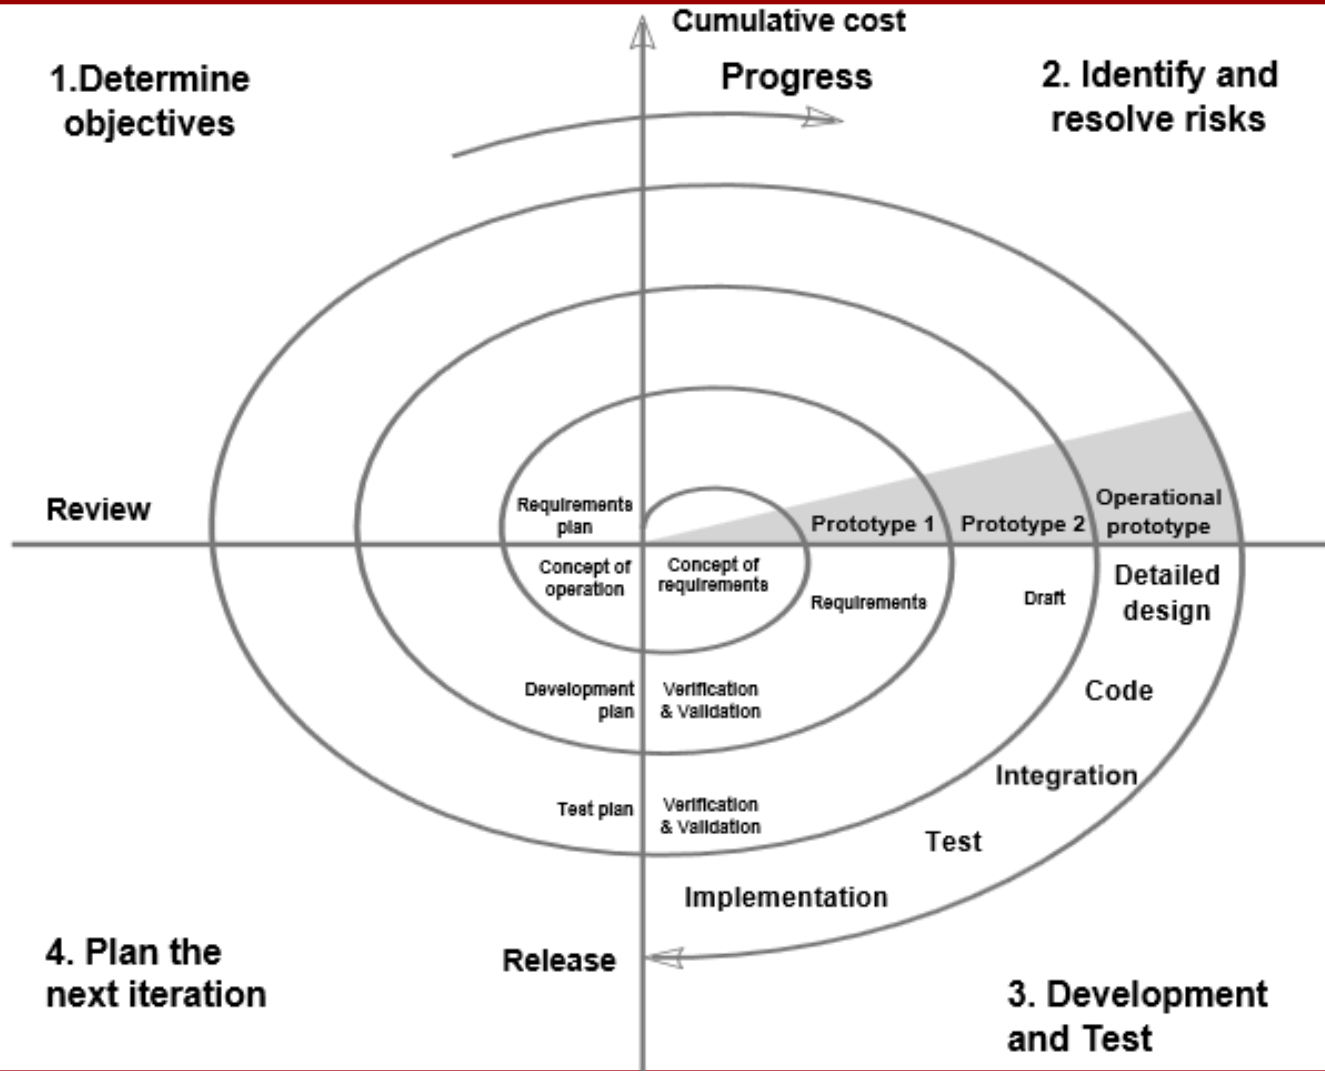 Cumulative cost
Progress
1.Determine
objectives
2. Identify and
resolve risks
Review
Requirements
plan
Prototype 1
Prototype 2
Operational
prototype
Concept of
operation
Concept of
requirements
Requirements
Draft
Detailed
design
Development
plan
Verification
& Validation
Code
Integration
Test plan
Verification
& Validation
Test
Implementation
Release
4. Plan the
next iteration
3. Development
and Test